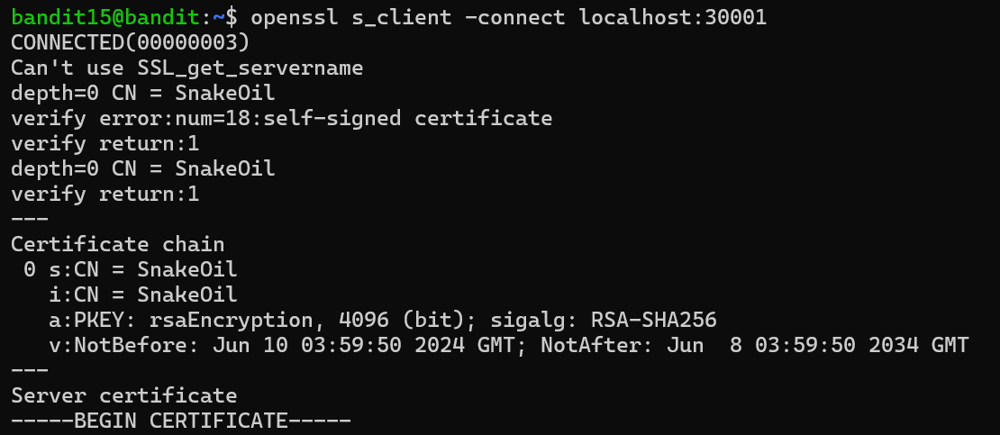 bandit15@bandit:~$ openssl s_client -connect localhost:30001
CONNECTED(00000003)
Can't use SSL_get_servername
depth=0 CN = SnakeOil
verify error:num=18:self-signed certificate
verify return:1
depth=0 CN = SnakeOil
verify return:1
---
Certificate chain
 0 s:CN = SnakeOil
   i:CN = SnakeOil
   a:PKEY: rsaEncryption, 4096 (bit); sigalg: RSA-SHA256
   v:NotBefore: Jun 10 03:59:50 2024 GMT; NotAfter: Jun  8 03:59:50 2034 GMT
---
Server certificate
-----BEGIN CERTIFICATE-----